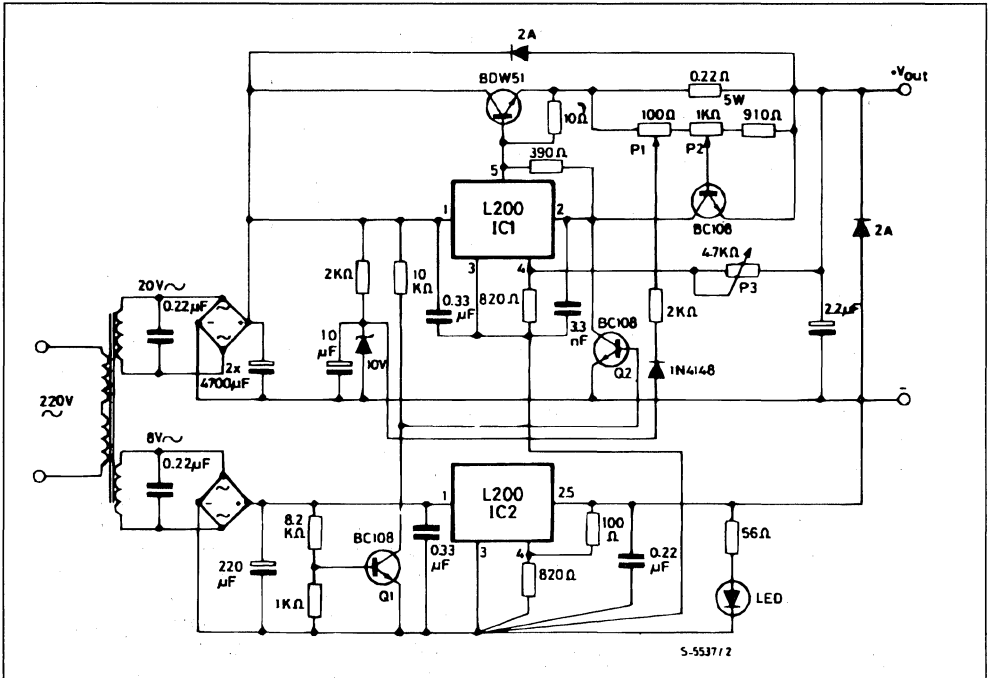 2A
BDW51
0.22Ω
5W
+Vout
10Ω
100Ω
1KΩ
910Ω
P1
P2
390Ω
5
1
L200
IC1
2
3
4
BC108
2A
4.7KΩ
P3
2KΩ
10
KΩ
0.33
µF
820Ω
3.3
nF
BC108
Q2
2KΩ
2.2µF
20V~
0.22µF
~
~
-
+
2x
4700µF
10
µF
10V
1N4148
-
220V
~
8V~
0.22µF
~
~
-
+
1
L200
IC2
2.5
3
4
8.2
KΩ
BC108
Q1
0.33
µF
100
Ω
0.22
µF
56Ω
220
µF
1KΩ
820Ω
LED
S-5537/2